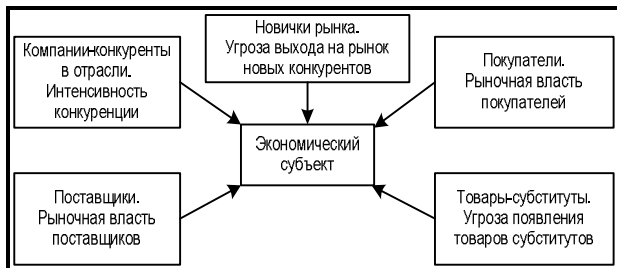 Новички рынка.
Угроза выхода на рынок
новых конкурентов
Компании-конкуренты
в отрасли.
Интенсивность
конкуренции
Покупатели.
Рыночная власть
покупателей
Экономический
субъект
Поставщики.
Рыночная власть
поставщиков
Товары-субституты.
Угроза появления
товаров субститутов